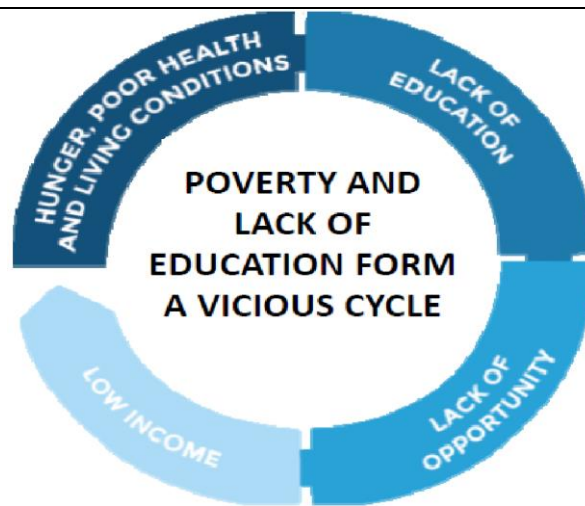 HUNGER, POOR HEALTH
AND LIVING CONDITIONS
LACK OF
EDUCATION
POVERTY AND
LACK OF
EDUCATION FORM
A VICIOUS CYCLE
LACK OF
OPPORTUNITY
LOW INCOME